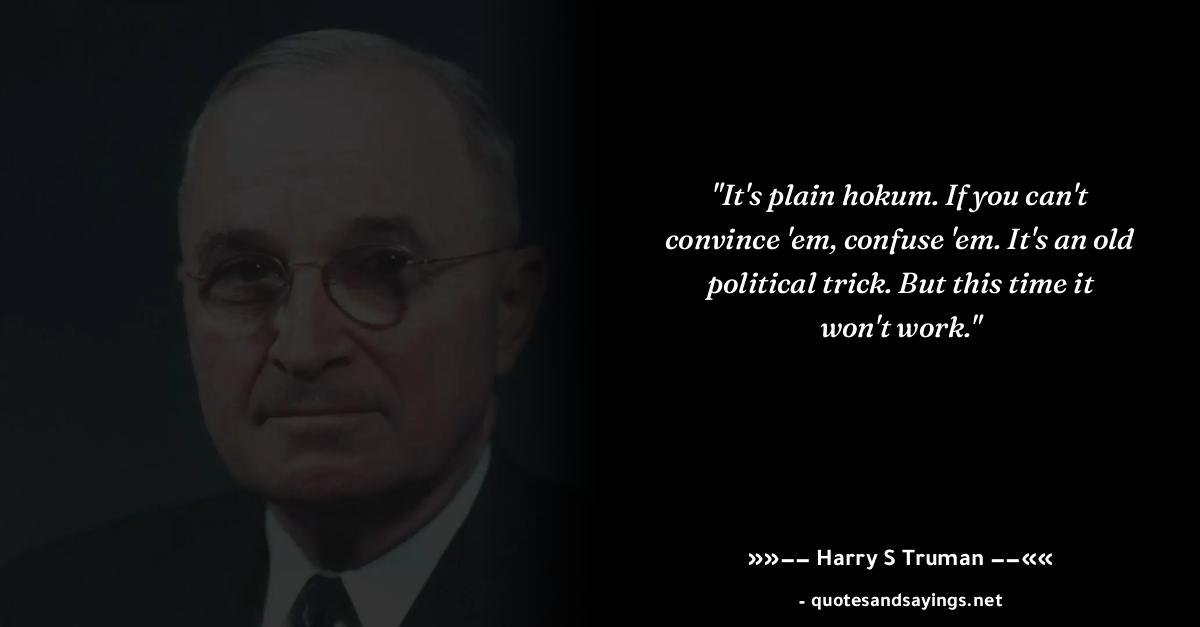 "It's plain hokum. If you can't
convince 'em, confuse 'em. It's an old
political trick. But this time it
won't work."
»»−− Harry S Truman −−««
- quotesandsayings.net